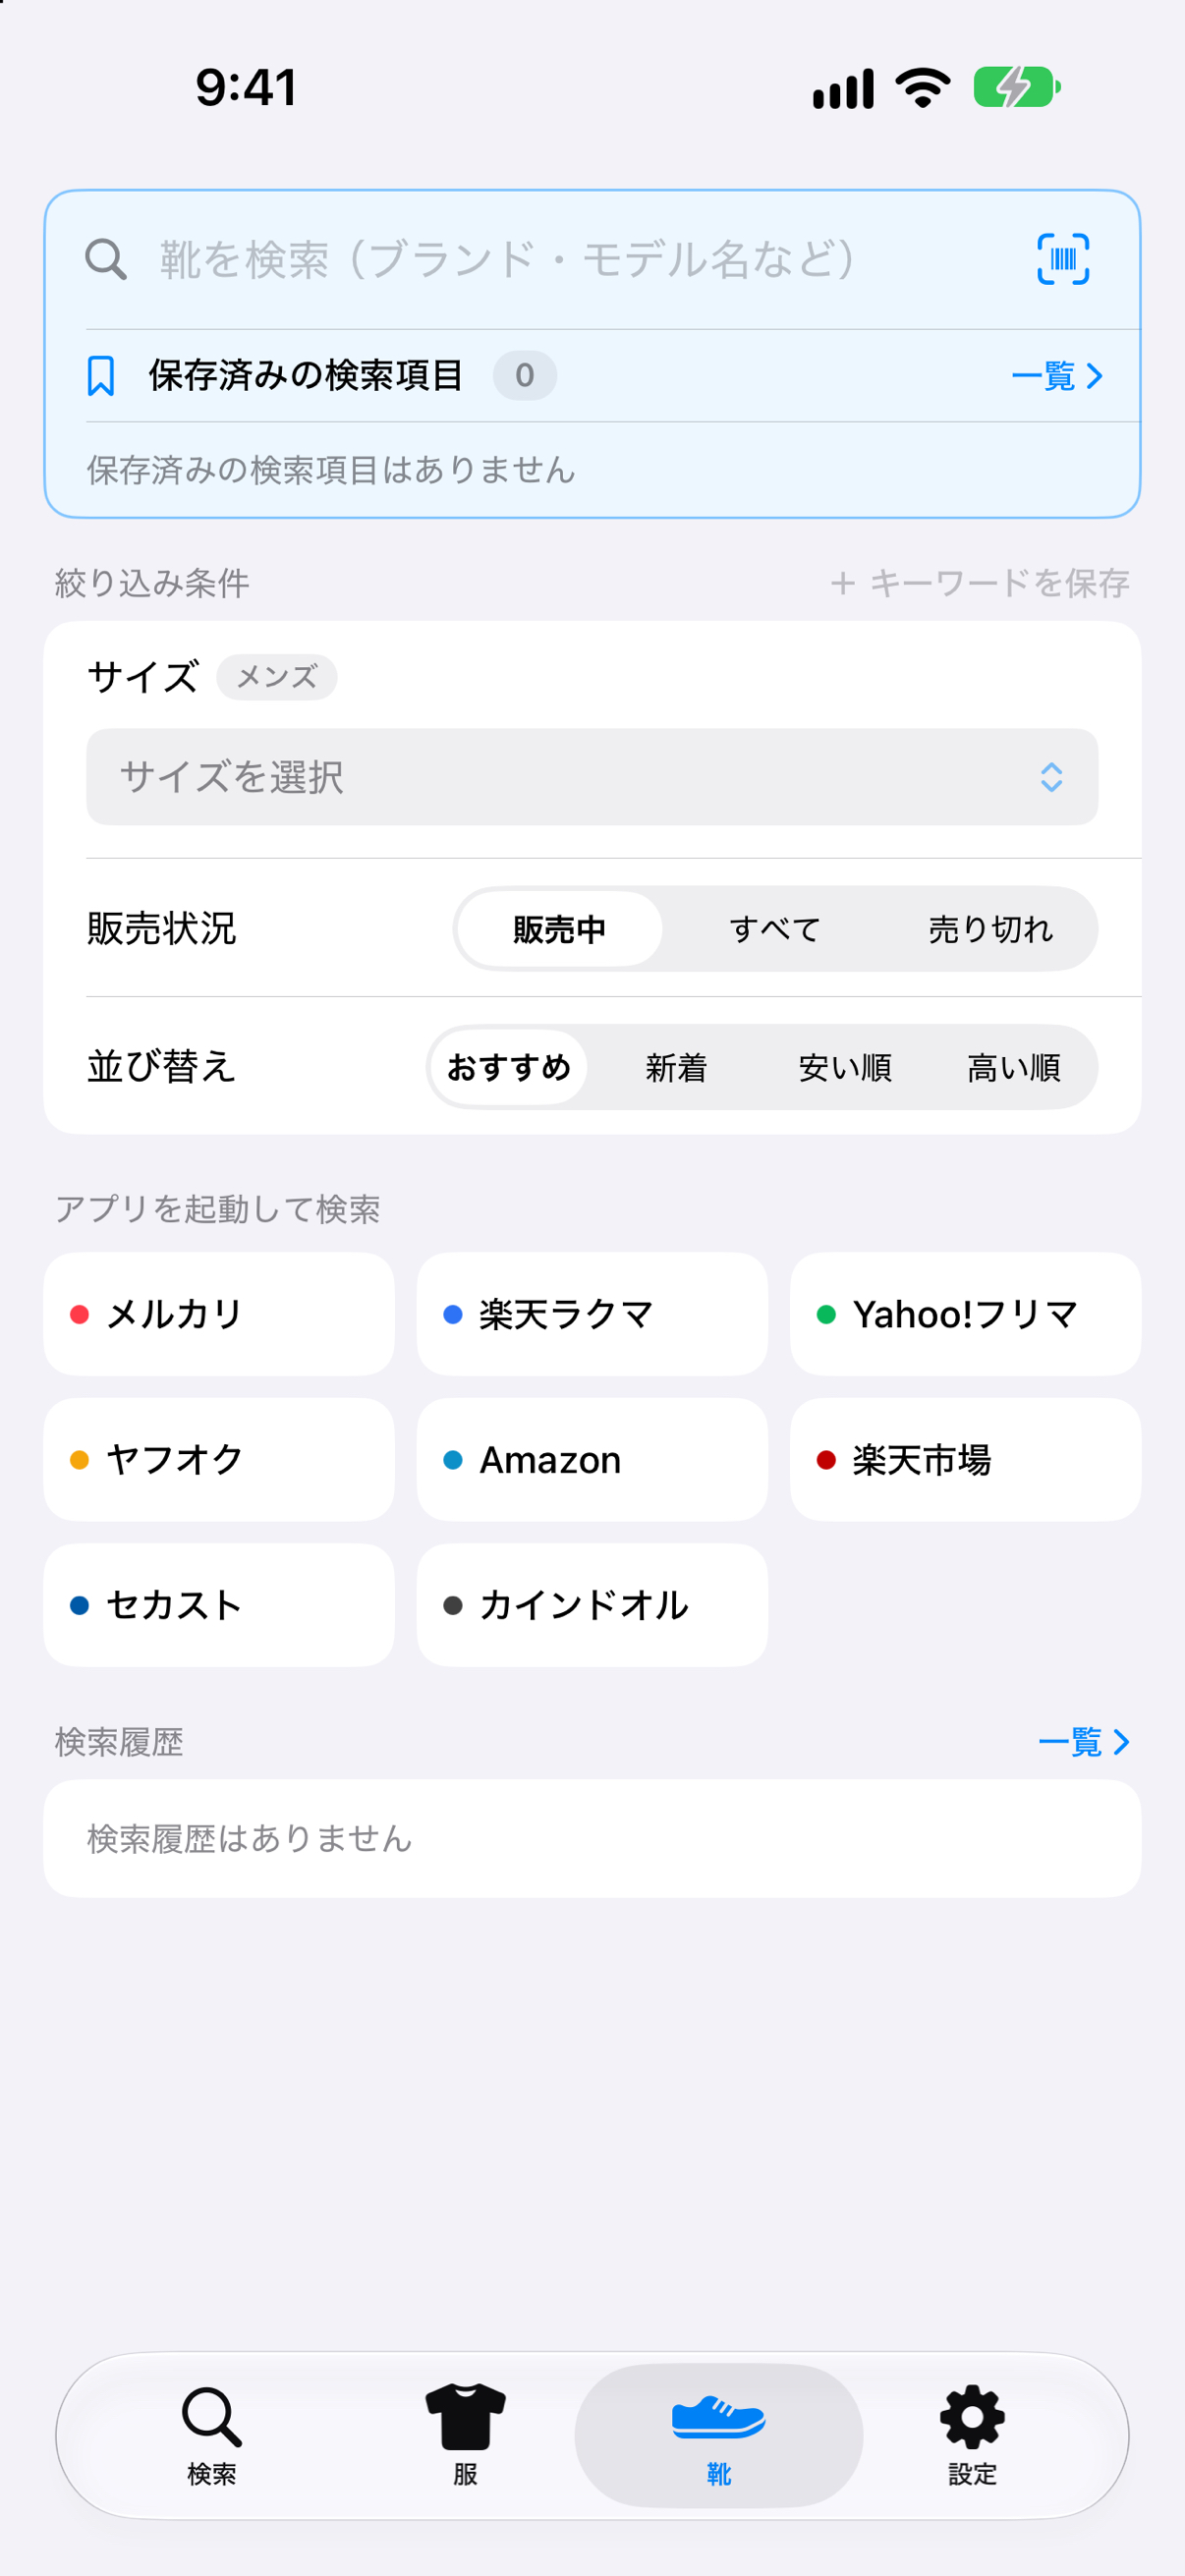 9:41
靴を検索（ブランド・モデル名など）
保存済みの検索項目 0 一覧
保存済みの検索項目はありません
絞り込み条件 + キーワードを保存
サイズ メンズ
サイズを選択
販売状況 販売中 すべて 売り切れ
並び替え おすすめ 新着 安い順 高い順
アプリを起動して検索
メルカリ 楽天ラクマ Yahoo!フリマ
ヤフオク Amazon 楽天市場
セカスト カインドオル
検索履歴 一覧
検索履歴はありません
検索 服 靴 設定